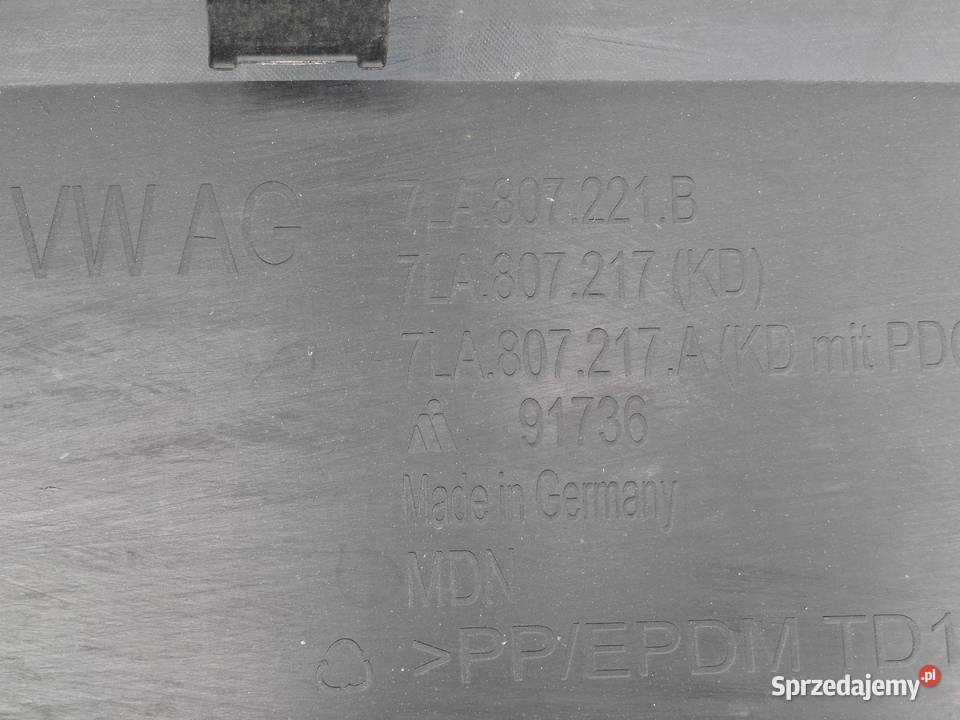 VW AG 7LA.807.221.B
7LA.807.217 (KD)
7LA.807.217.A (KD mit PDC
91736
Made in Germany
MDN
>PP/EPDM TD1
Sprzedajemy.pl